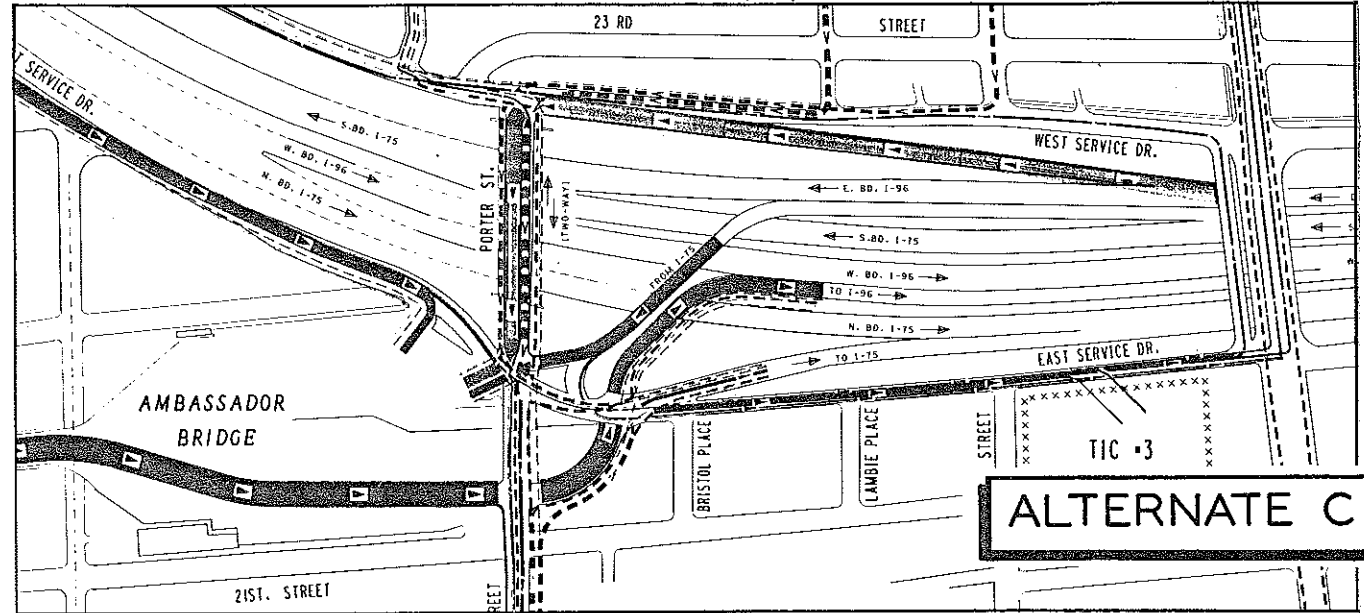 23 RD STREET
T SERVICE DR.
S.BD. I-75
W. BD. I-96
N. BD. I-75
PORTER ST.
(TWO-WAY)
WEST SERVICE DR.
E. BD. I-96
S.BD. I-75
FROM I-75
W. BD. I-96
TO I-96
N. BD. I-75
TO I-75
EAST SERVICE DR.
AMBASSADOR
BRIDGE
BRISTOL PLACE
LAMBIE PLACE
STREET
TIC #3
ALTERNATE C
21ST. STREET
REET